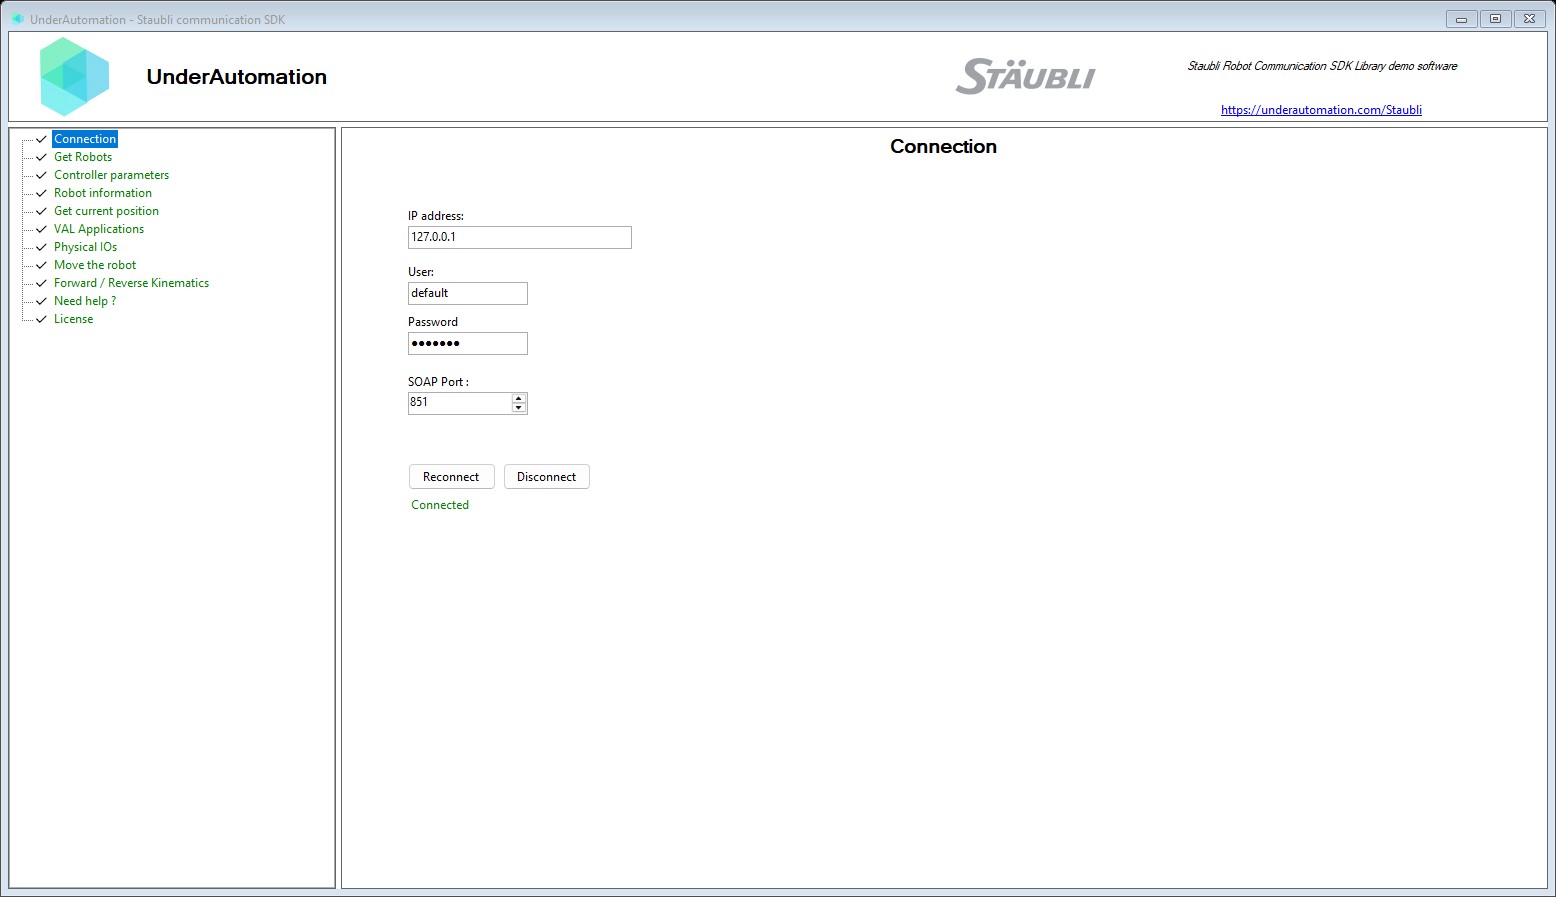 UnderAutomation - Staubli communication SDK
UnderAutomation
STÄUBLI
Staubli Robot Communication SDK Library demo software
https://underautomation.com/Staubli
Connection
Get Robots
Controller parameters
Robot information
Get current position
VAL Applications
Physical IOs
Move the robot
Forward / Reverse Kinematics
Need help ?
License
Connection
IP address:
127.0.0.1
User:
default
Password
•••••••
SOAP Port :
851
Reconnect Disconnect
Connected